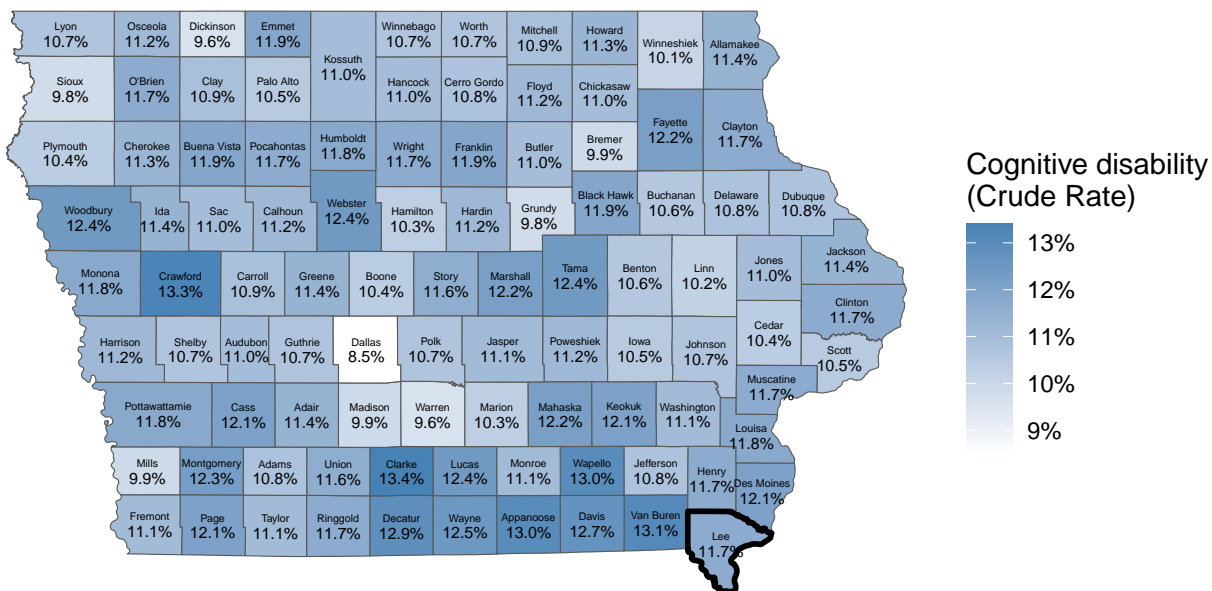 Lyon
10.7%
Osceola
11.2%
Dickinson
9.6%
Emmet
11.9%
Kossuth
11.0%
Winnebago
10.7%
Worth
10.7%
Mitchell
10.9%
Howard
11.3%
Winneshiek
10.1%
Allamakee
11.4%
Sioux
9.8%
O'Brien
11.7%
Clay
10.9%
Palo Alto
10.5%
Hancock
11.0%
Cerro Gordo
10.8%
Floyd
11.2%
Chickasaw
11.0%
Fayette
12.2%
Clayton
11.7%
Plymouth
10.4%
Cherokee
11.3%
Buena Vista
11.9%
Pocahontas
11.7%
Humboldt
11.8%
Wright
11.7%
Franklin
11.9%
Butler
11.0%
Bremer
9.9%
Woodbury
12.4%
Ida
11.4%
Sac
11.0%
Calhoun
11.2%
Webster
12.4%
Hamilton
10.3%
Hardin
11.2%
Grundy
9.8%
Black Hawk
11.9%
Buchanan
10.6%
Delaware
10.8%
Dubuque
10.8%
Monona
11.8%
Crawford
13.3%
Carroll
10.9%
Greene
11.4%
Boone
10.4%
Story
11.6%
Marshall
12.2%
Tama
12.4%
Benton
10.6%
Linn
10.2%
Jones
11.0%
Jackson
11.4%
Clinton
11.7%
Harrison
11.2%
Shelby
10.7%
Audubon
11.0%
Guthrie
10.7%
Dallas
8.5%
Polk
10.7%
Jasper
11.1%
Poweshiek
11.2%
Iowa
10.5%
Johnson
10.7%
Cedar
10.4%
Scott
10.5%
Muscatine
11.7%
Pottawattamie
11.8%
Cass
12.1%
Adair
11.4%
Madison
9.9%
Warren
9.6%
Marion
10.3%
Mahaska
12.2%
Keokuk
12.1%
Washington
11.1%
Louisa
11.8%
Mills
9.9%
Montgomery
12.3%
Adams
10.8%
Union
11.6%
Clarke
13.4%
Lucas
12.4%
Monroe
11.1%
Wapello
13.0%
Jefferson
10.8%
Henry
11.7%
Des Moines
12.1%
Fremont
11.1%
Page
12.1%
Taylor
11.1%
Ringgold
11.7%
Decatur
12.9%
Wayne
12.5%
Appanoose
13.0%
Davis
12.7%
Van Buren
13.1%
Lee
11.7%
Cognitive disability
(Crude Rate)
13%
12%
11%
10%
9%